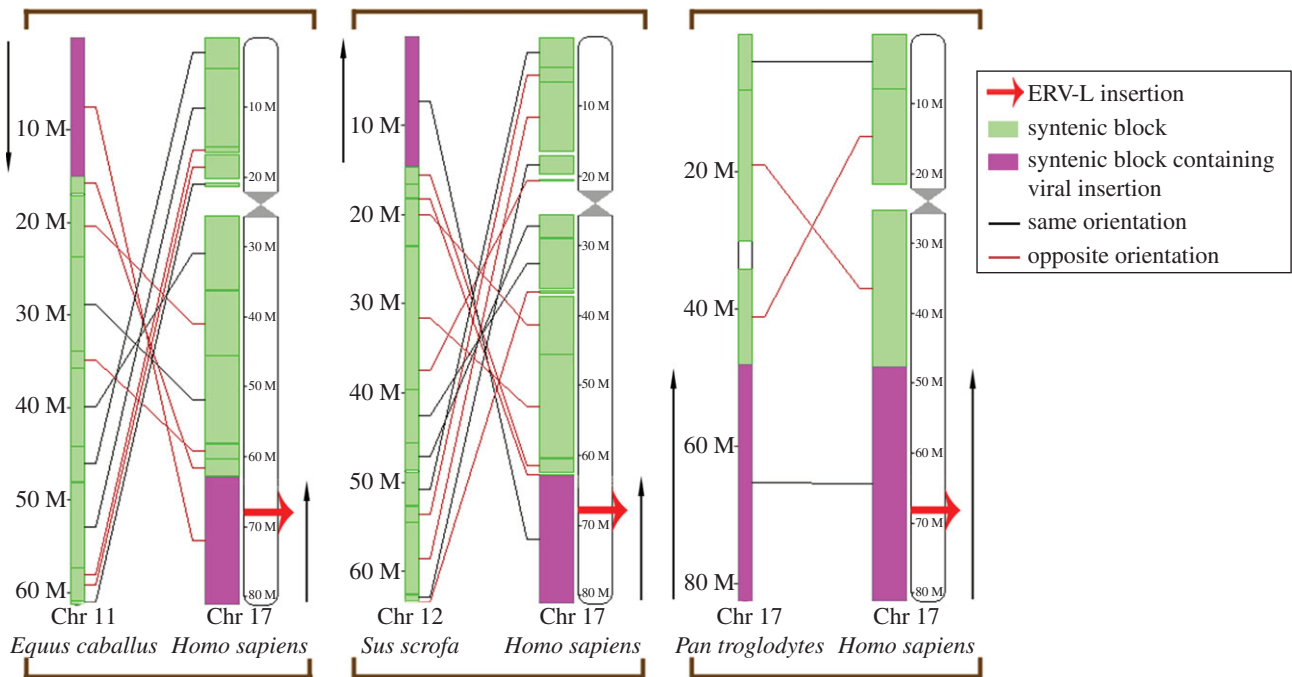 10 M
20 M
30 M
40 M
50 M
60 M
10 M
20 M
30 M
40 M
50 M
60 M
70 M
80 M
Chr 11
Chr 17
Equus caballus
Homo sapiens
10 M
20 M
30 M
40 M
50 M
60 M
10 M
20 M
30 M
40 M
50 M
60 M
70 M
80 M
Chr 12
Chr 17
Sus scrofa
Homo sapiens
20 M
40 M
60 M
80 M
10 M
20 M
30 M
40 M
50 M
60 M
70 M
80 M
Chr 17
Chr 17
Pan troglodytes
Homo sapiens
ERV-L insertion
syntenic block
syntenic block containing
viral insertion
same orientation
opposite orientation